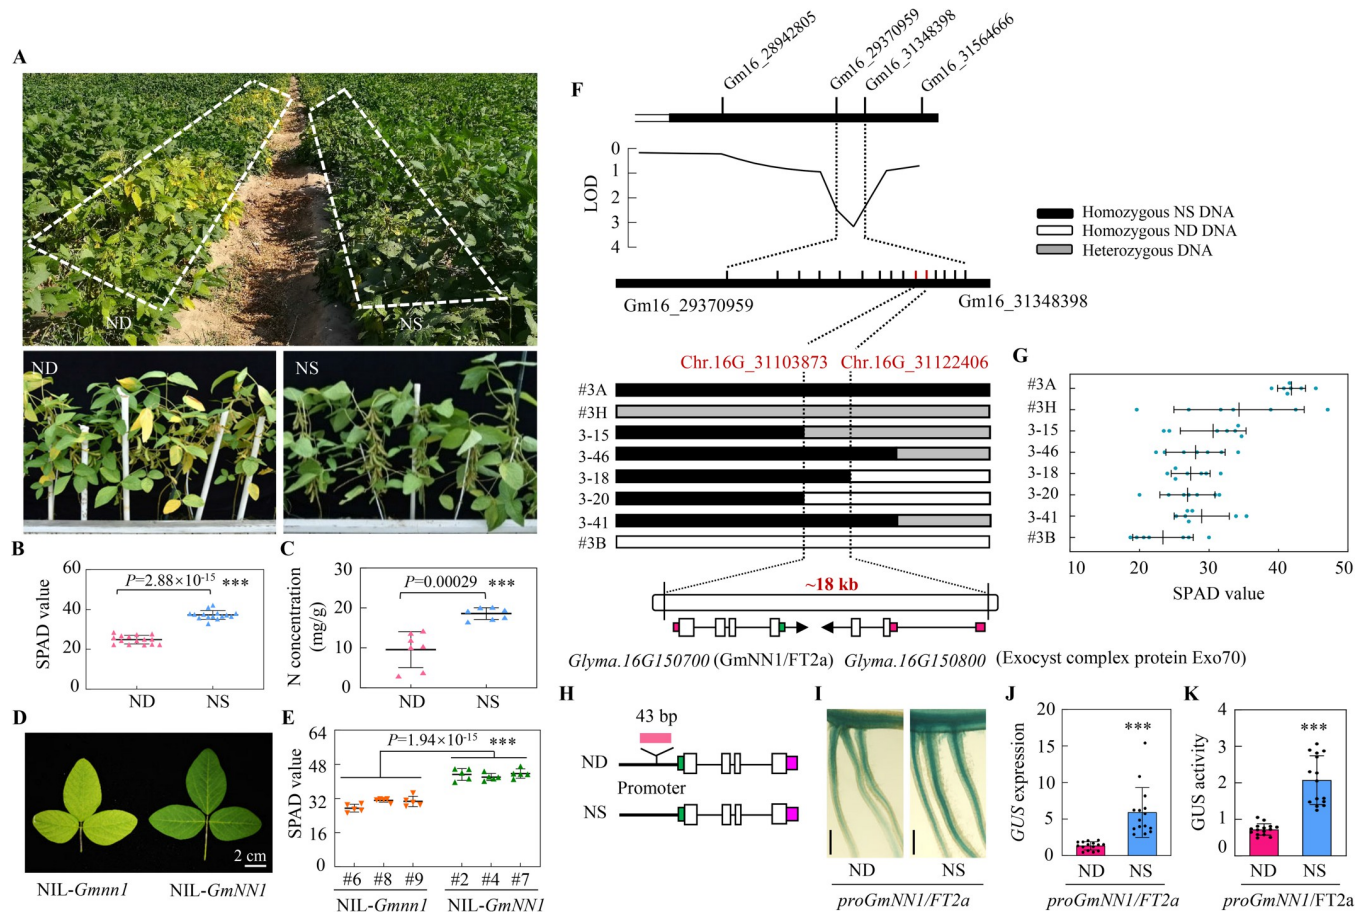 A
ND
NS
ND
NS
B
SPAD value
60
40
20
0
P=2.88×10-15 ***
ND
NS
C
N concentration
(mg/g)
30
20
10
0
P=0.00029 ***
ND
NS
D
2 cm
NIL-Gmnn1
NIL-GmNN1
E
SPAD value
64
48
32
16
0
P=1.94×10-15 ***
#6 #8 #9
#2 #4 #7
NIL-Gmnn1
NIL-GmNN1
F
Gm16_28942805
Gm16_29370959
Gm16_31348398
Gm16_31564666
LOD
0
1
2
3
4
Homozygous NS DNA
Homozygous ND DNA
Heterozygous DNA
Gm16_29370959
Gm16_31348398
Chr.16G_31103873
Chr.16G_31122406
#3A
#3H
3-15
3-46
3-18
3-20
3-41
#3B
~18 kb
Glyma.16G150700 (GmNN1/FT2a)
Glyma.16G150800 (Exocyst complex protein Exo70)
G
#3A
#3H
3-15
3-46
3-18
3-20
3-41
#3B
10 20 30 40 50
SPAD value
H
43 bp
ND
Promoter
NS
I
ND
NS
proGmNN1/FT2a
J
GUS expression
20
15
10
5
0
***
ND
NS
proGmNN1/FT2a
K
GUS activity
4
3
2
1
0
***
ND
NS
proGmNN1/FT2a